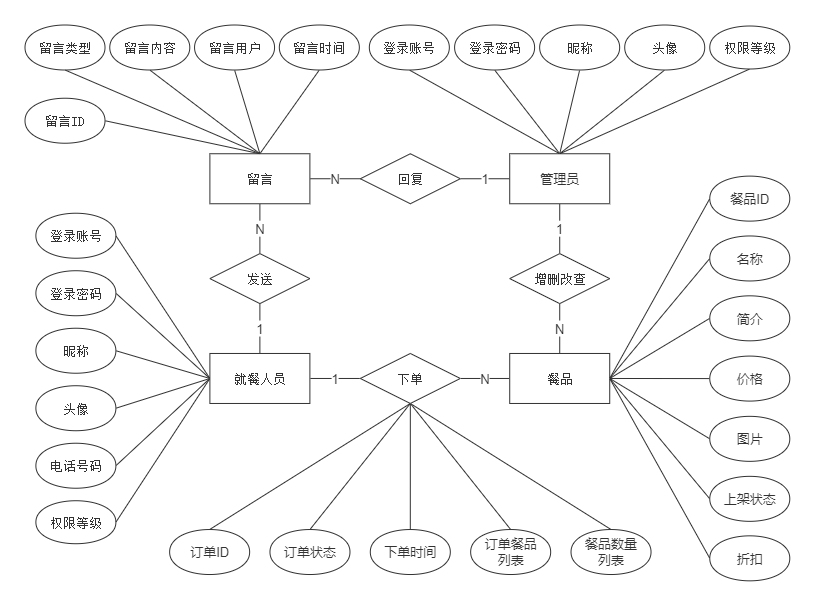 留言类型
留言内容
留言用户
留言时间
登录账号
登录密码
昵称
头像
权限等级
留言ID
留言
N
回复
1
管理员
餐品ID
登录账号
N
1
名称
发送
增删改查
登录密码
简介
1
N
昵称
就餐人员
1
下单
N
餐品
价格
头像
图片
电话号码
上架状态
权限等级
订单ID
订单状态
下单时间
订单餐品
列表
餐品数量
列表
折扣